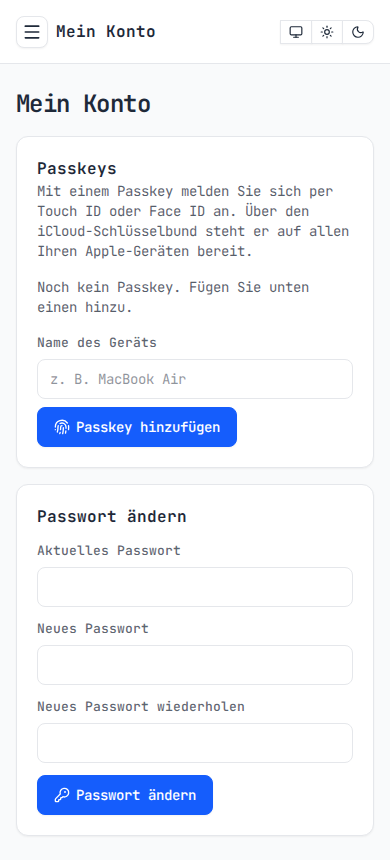 Mein Konto
Mein Konto
Passkeys
Mit einem Passkey melden Sie sich per
Touch ID oder Face ID an. Über den
iCloud-Schlüsselbund steht er auf allen
Ihren Apple-Geräten bereit.
Noch kein Passkey. Fügen Sie unten
einen hinzu.
Name des Geräts
z. B. MacBook Air
Passkey hinzufügen
Passwort ändern
Aktuelles Passwort
Neues Passwort
Neues Passwort wiederholen
Passwort ändern